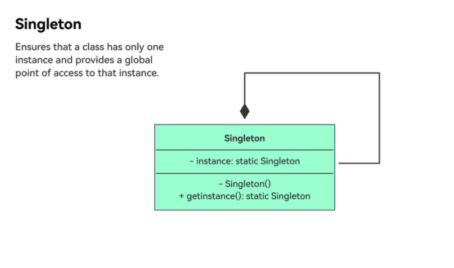 Singleton
Ensures that a class has only one
instance and provides a global
point of access to that instance.
Singleton
- instance: static Singleton
- Singleton()
+ getinstance(): static Singleton